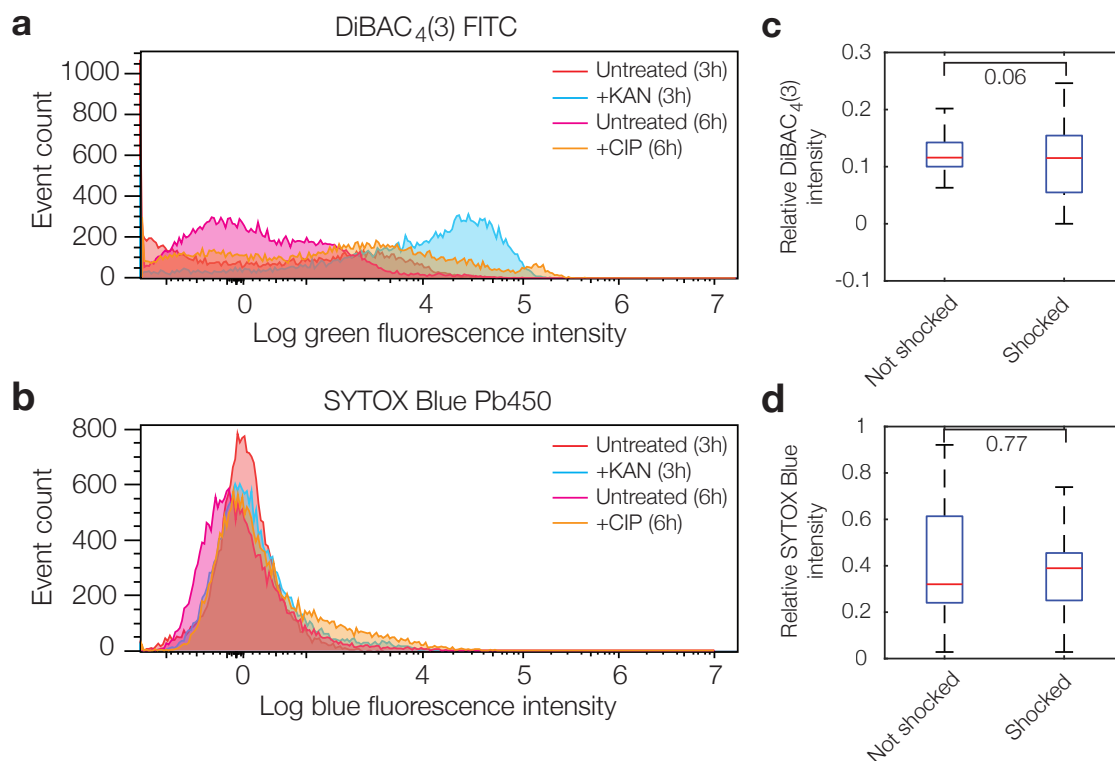 a
DiBAC4(3) FITC
Event count
1000
800
600
400
200
0
Untreated (3h)
+KAN (3h)
Untreated (6h)
+CIP (6h)
0 4 5 6 7
Log green fluorescence intensity
b
SYTOX Blue Pb450
Event count
800
600
400
200
0
Untreated (3h)
+KAN (3h)
Untreated (6h)
+CIP (6h)
0 4 5 6 7
Log blue fluorescence intensity
c
Relative DiBAC4(3)
intensity
0.3
0.2
0.1
0
-0.1
0.06
Not shocked
Shocked
d
Relative SYTOX Blue
intensity
1
0.8
0.6
0.4
0.2
0
0.77
Not shocked
Shocked